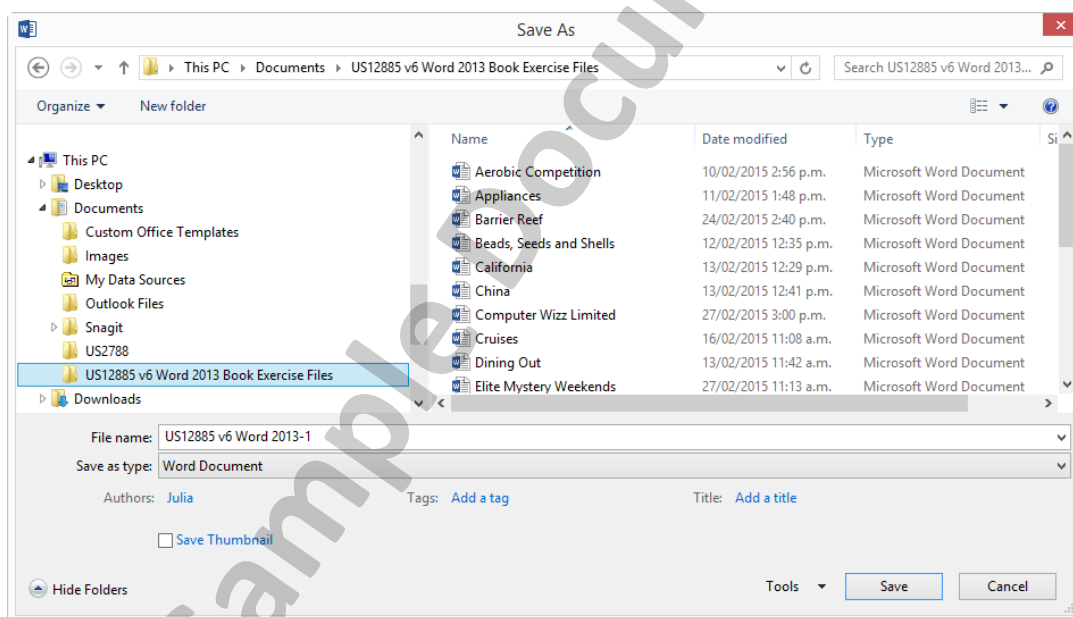 Save As
This PC Documents US12885 v6 Word 2013 Book Exercise Files
Search US12885 v6 Word 2013...
Organize New folder
Name Date modified Type Si
This PC
Desktop
Documents
Custom Office Templates
Images
My Data Sources
Outlook Files
Snagit
US2788
US12885 v6 Word 2013 Book Exercise Files
Downloads
Aerobic Competition 10/02/2015 2:56 p.m. Microsoft Word Document
Appliances 11/02/2015 1:48 p.m. Microsoft Word Document
Barrier Reef 24/02/2015 2:40 p.m. Microsoft Word Document
Beads, Seeds and Shells 12/02/2015 12:35 p.m. Microsoft Word Document
California 13/02/2015 12:29 p.m. Microsoft Word Document
China 13/02/2015 12:41 p.m. Microsoft Word Document
Computer Wizz Limited 27/02/2015 3:00 p.m. Microsoft Word Document
Cruises 16/02/2015 11:08 a.m. Microsoft Word Document
Dining Out 13/02/2015 11:42 a.m. Microsoft Word Document
Elite Mystery Weekends 27/02/2015 11:13 a.m. Microsoft Word Document
File name: US12885 v6 Word 2013-1
Save as type: Word Document
Authors: Julia Tags: Add a tag Title: Add a title
Save Thumbnail
Hide Folders Tools Save Cancel
Sample Docu